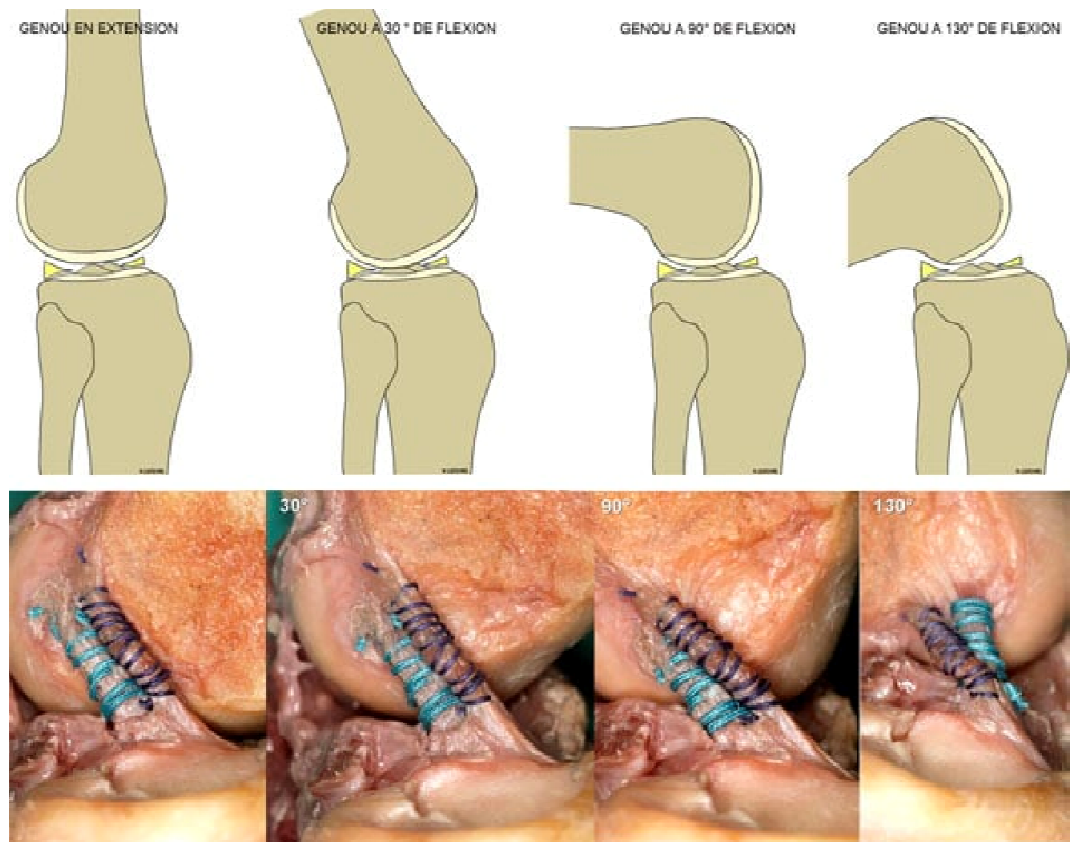 GENOU EN EXTENSION
GENOU A 30 ° DE FLEXION
GENOU A 90° DE FLEXION
GENOU A 130° DE FLEXION
30°
90°
130°